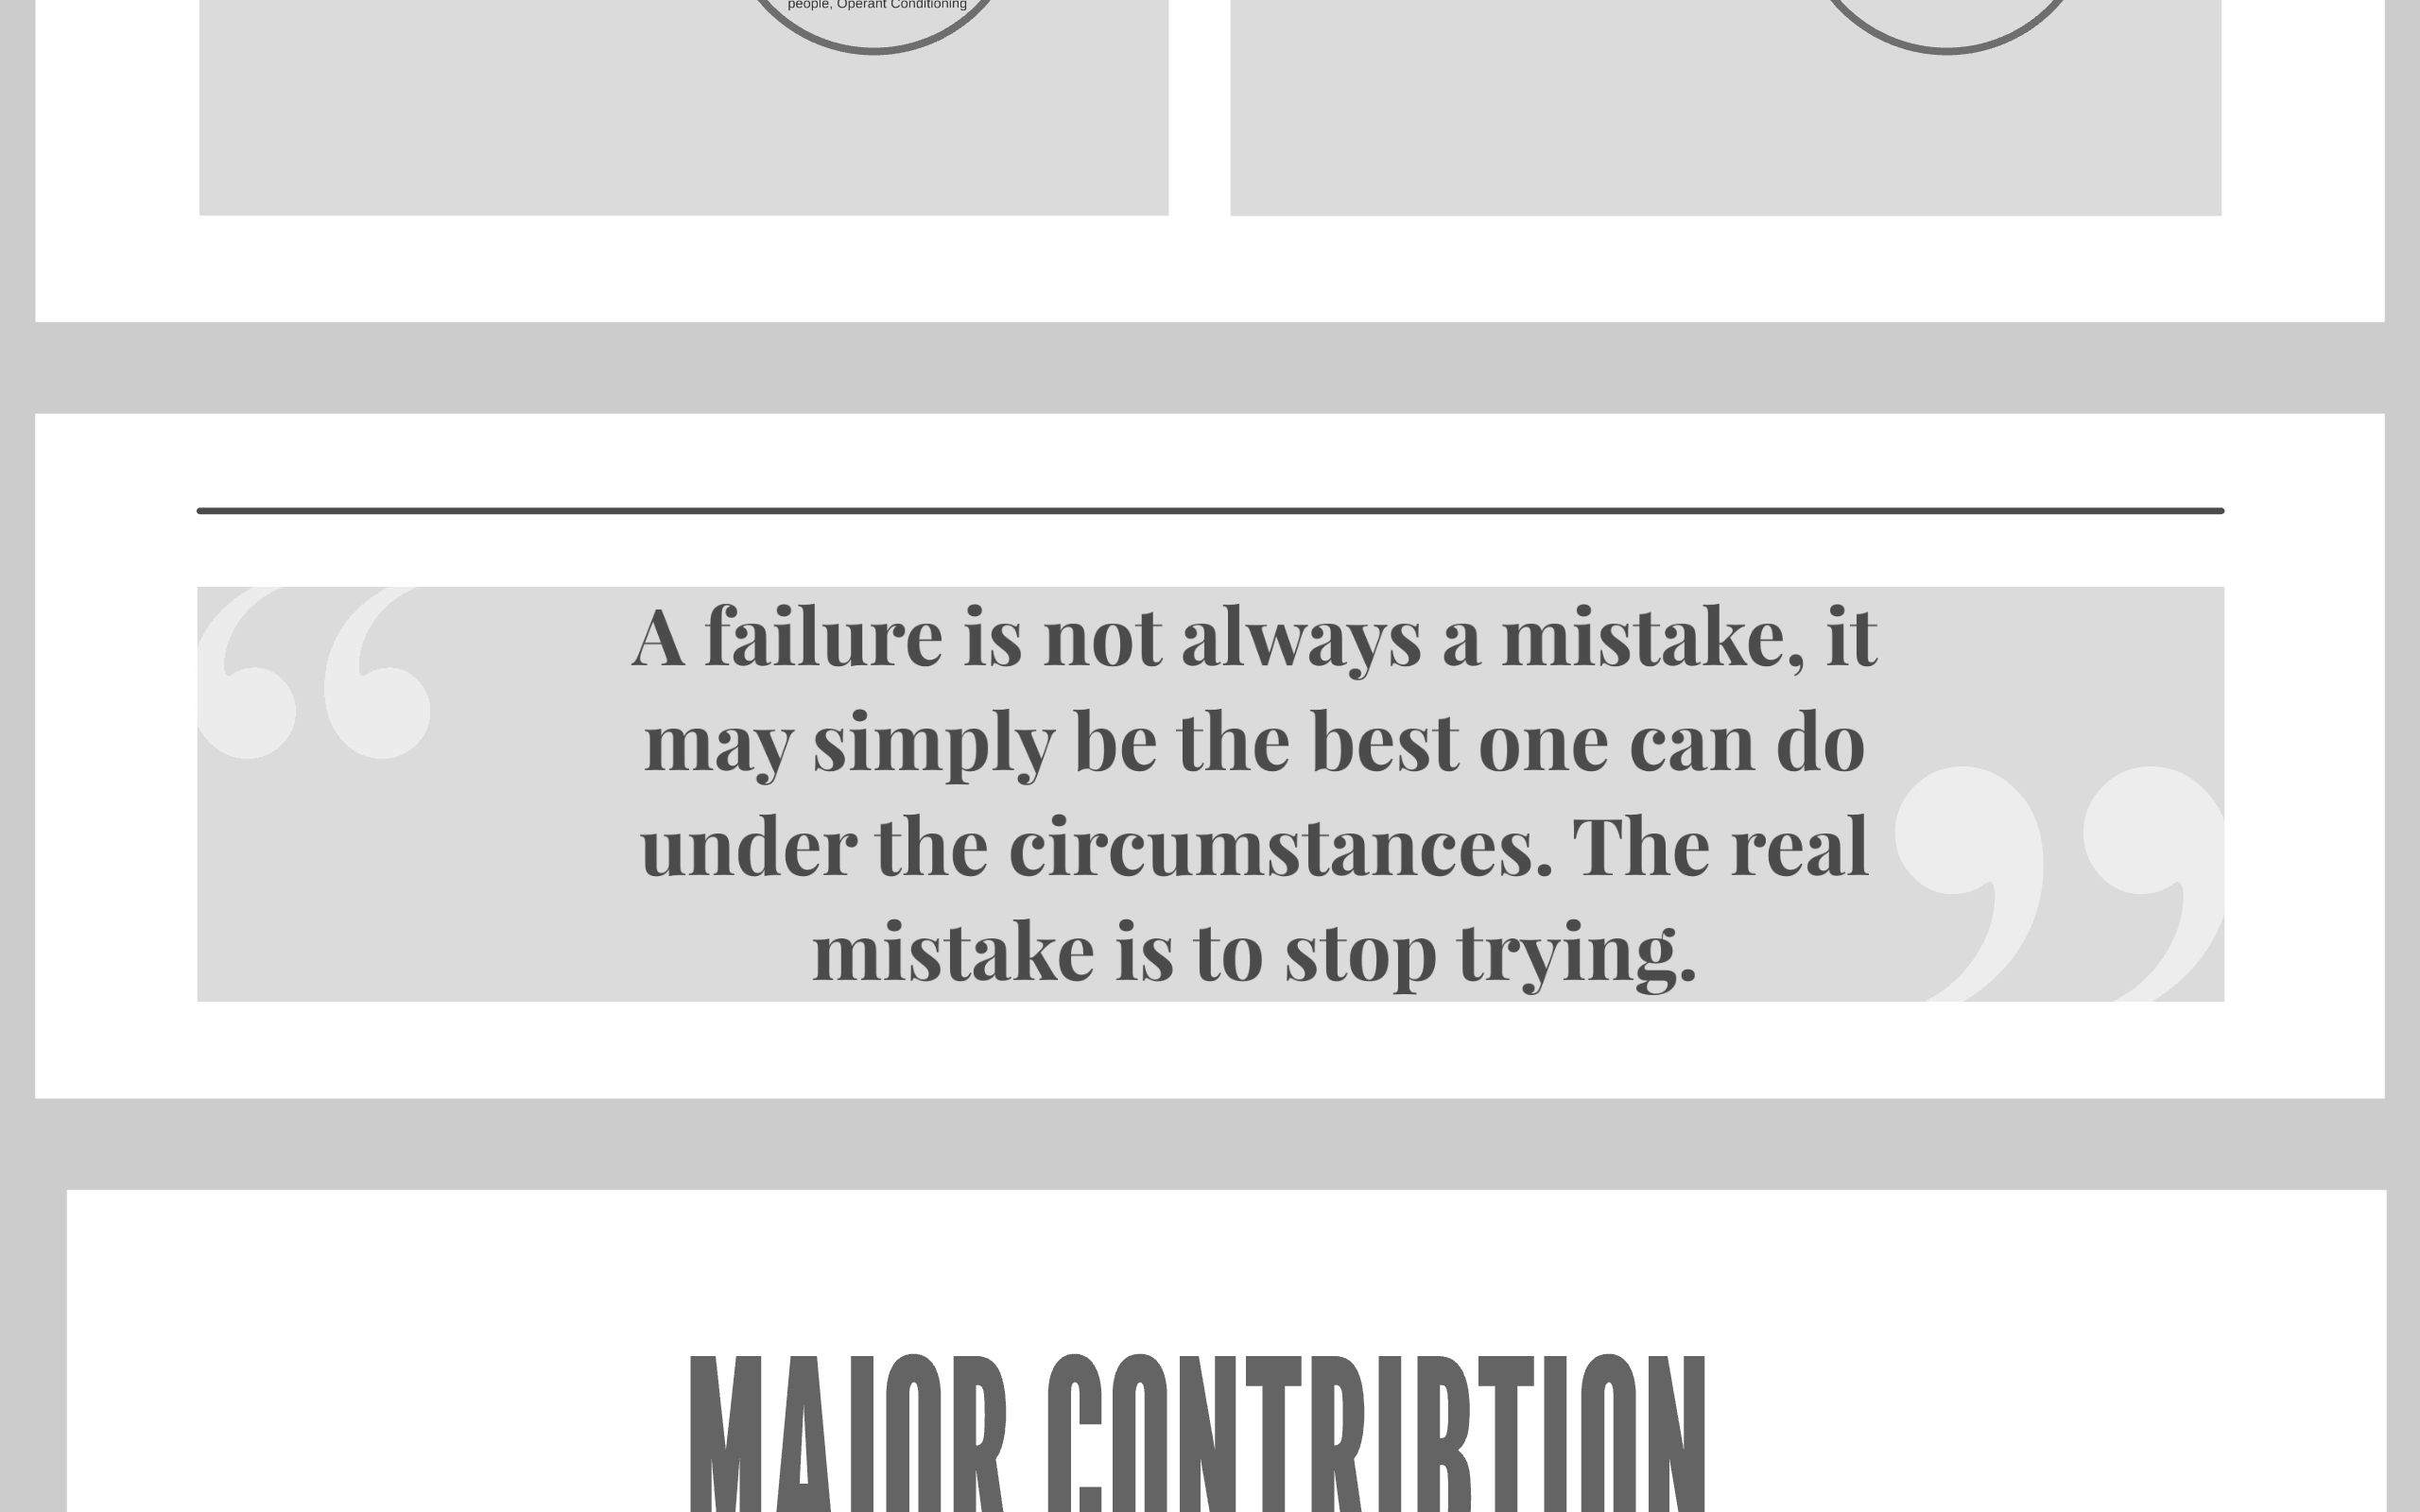 people, Operant Conditioning
A failure is not always a mistake, it
may simply be the best one can do
under the circumstances. The real
mistake is to stop trying.
MAJOR CONTRIBTION